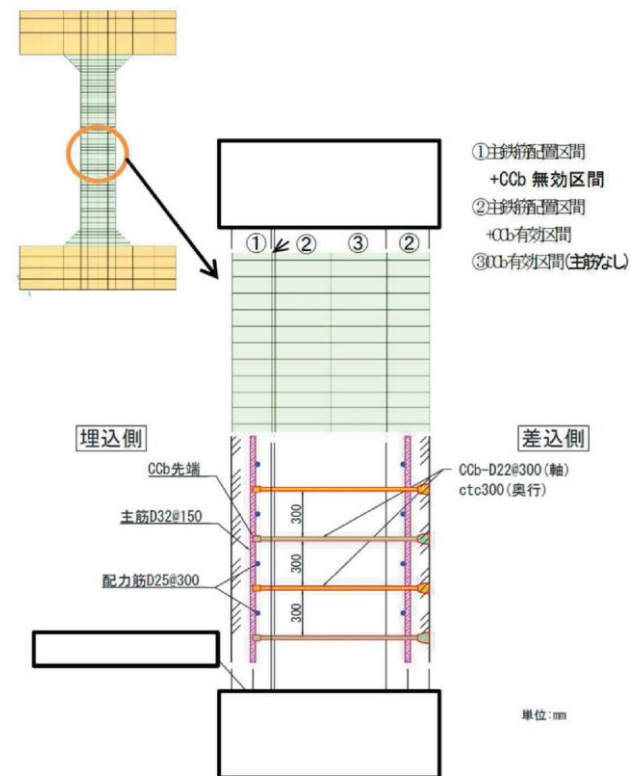 ①主鉄筋配置区間
+CCb 無効区間
②主鉄筋配置区間
+CCb有効区間
③CCb有効区間(主筋なし)
① ② ③ ②
埋込側
差込側
CCb先端
CCb-D22@300(軸)
ctc300(奥行)
主筋D32@150
配力筋D25@300
300
300
300
単位:mm